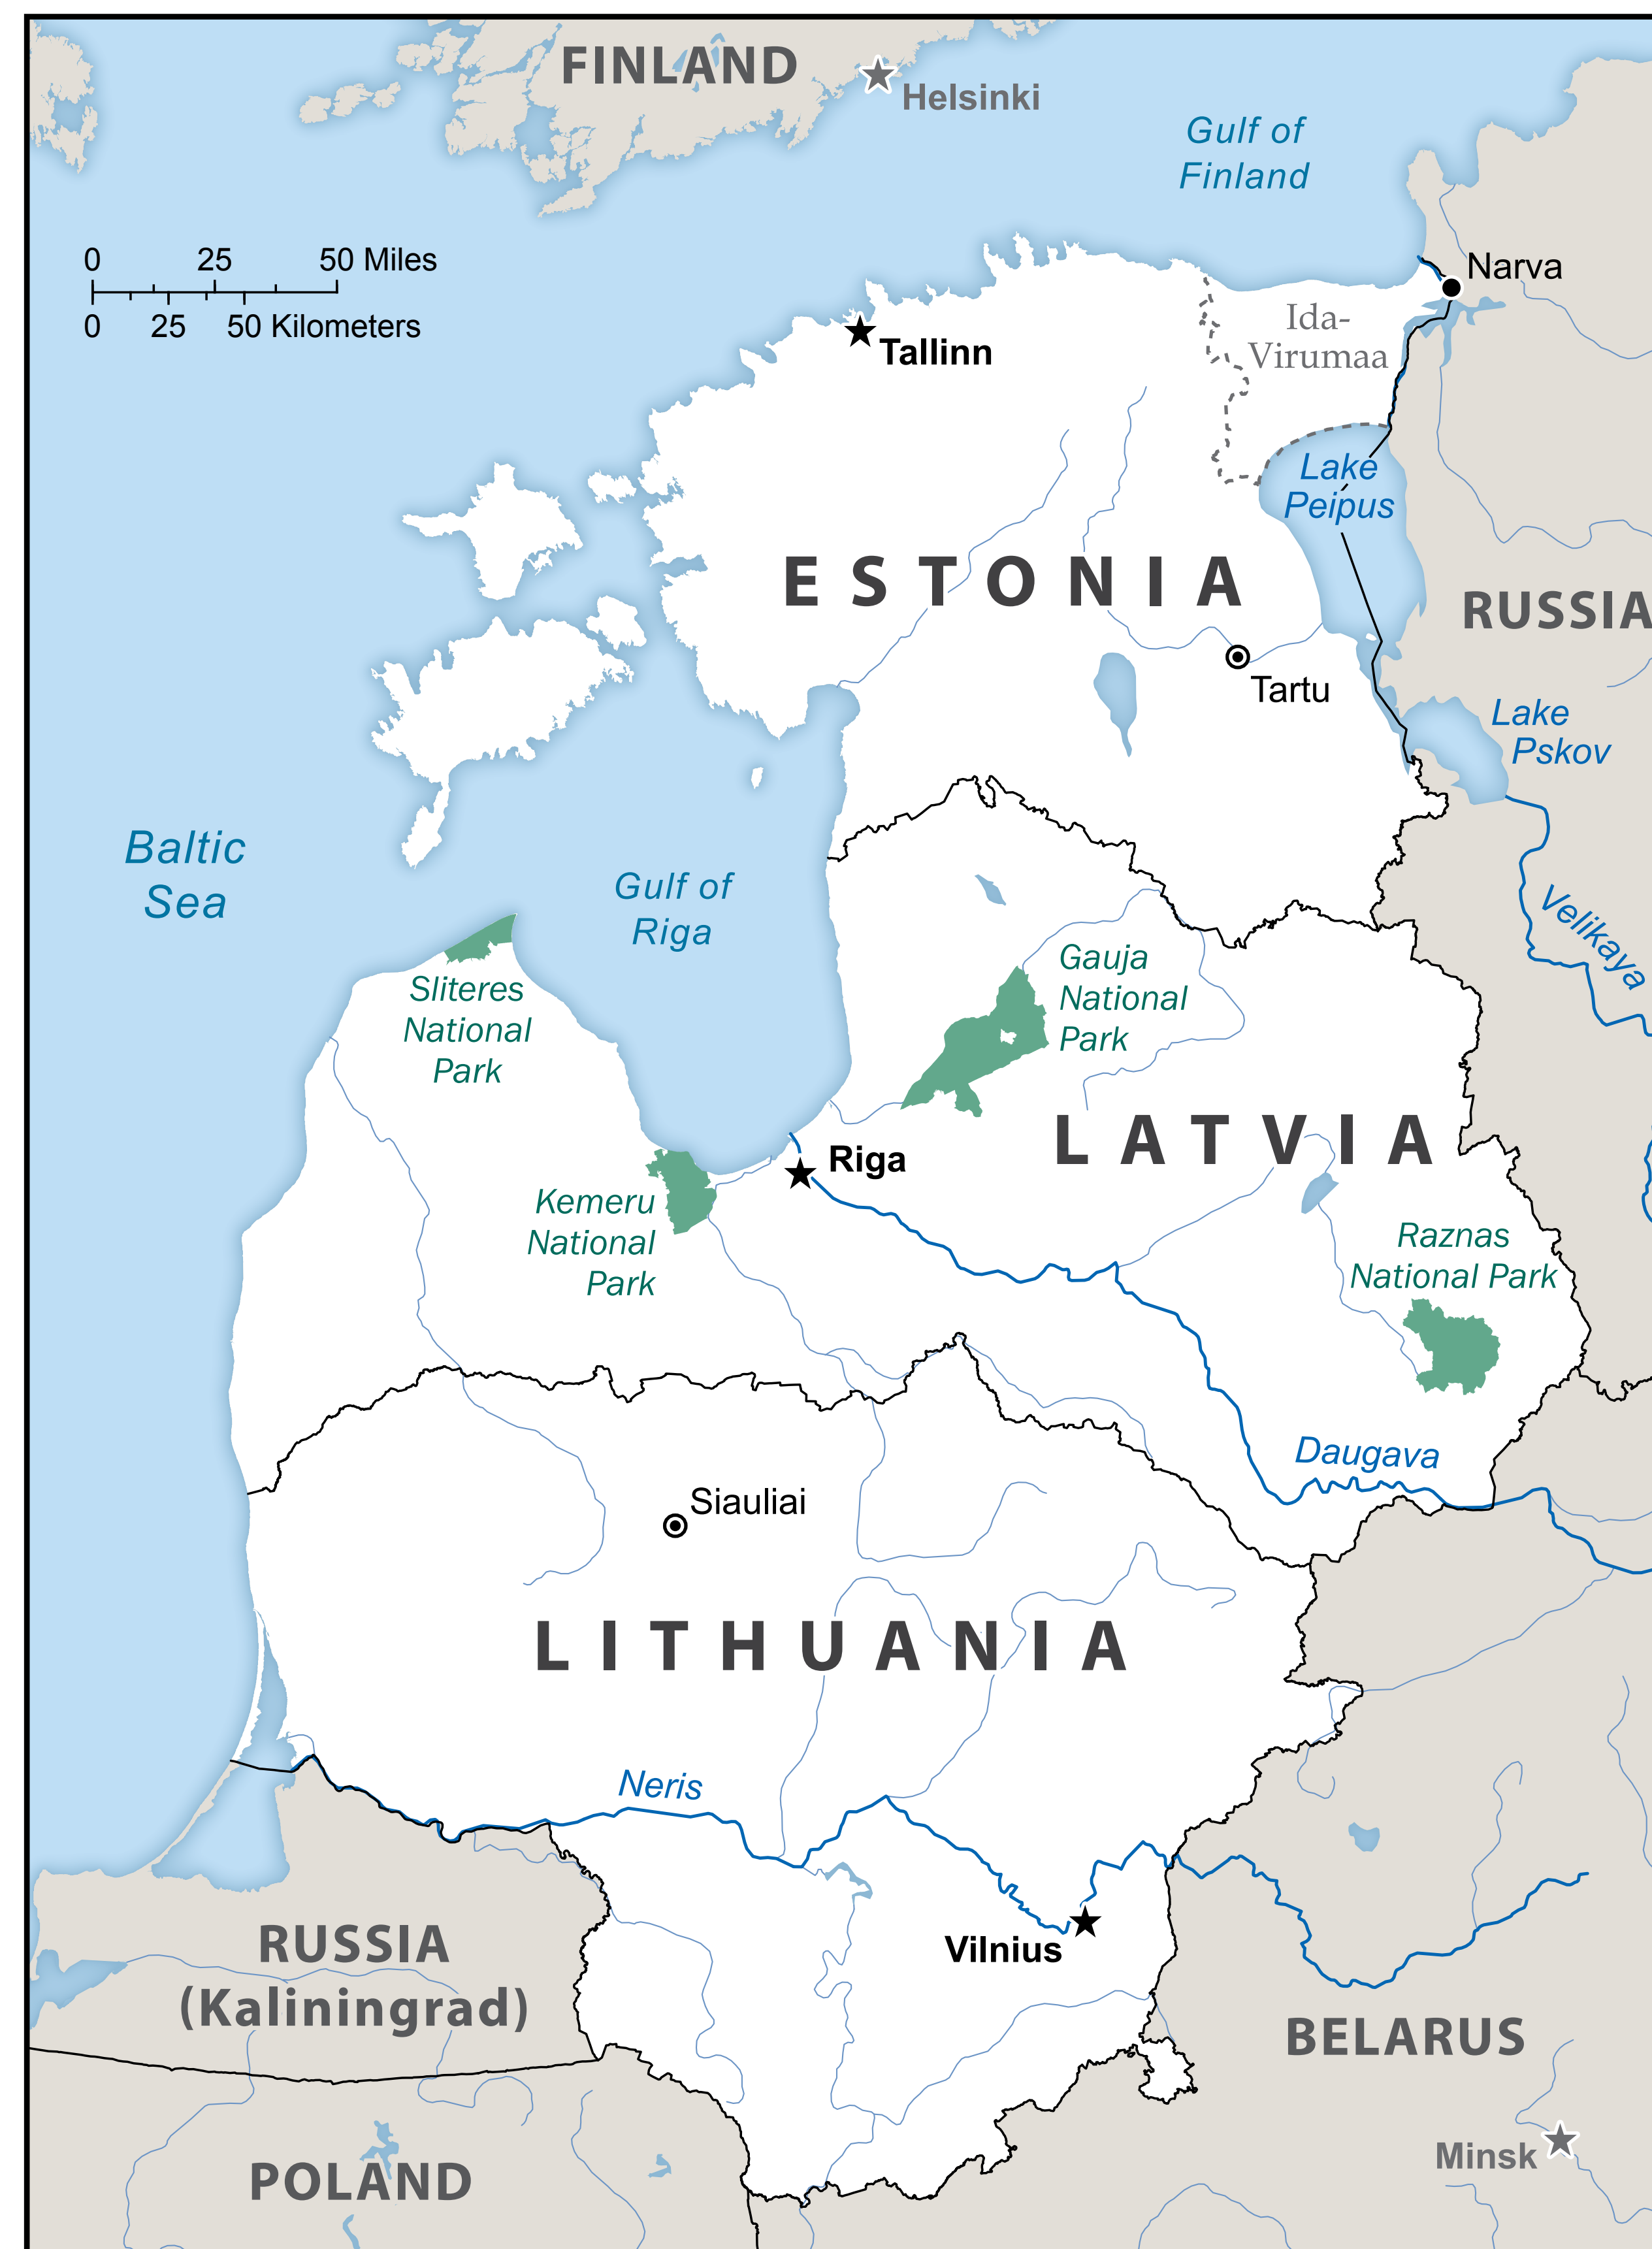 FINLAND
Helsinki
Gulf of
Finland
0 25 50 Miles
0 25 50 Kilometers
Narva
Ida-
Virumaa
Tallinn
Lake
Peipus
ESTONIA
RUSSIA
Tartu
Lake
Pskov
Baltic
Sea
Gulf of
Riga
Velikaya
Sliteres
National
Park
Gauja
National
Park
LATVIA
Riga
Kemeru
National
Park
Raznas
National Park
Daugava
Siauliai
LITHUANIA
Neris
Vilnius
RUSSIA
(Kaliningrad)
BELARUS
Minsk
POLAND